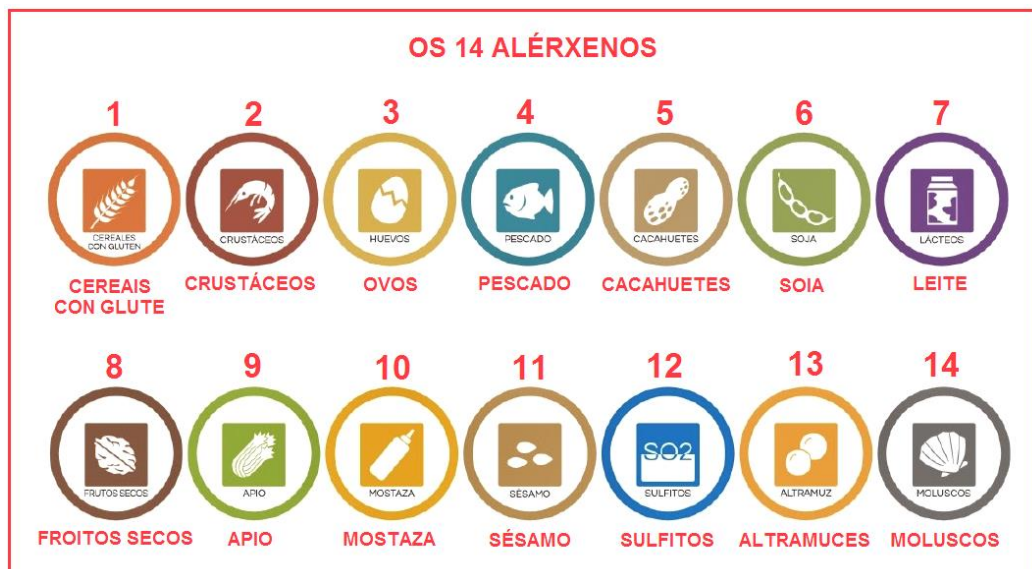 OS 14 ALÉRXENOS
1 2 3 4 5 6 7
CEREALES
CON GLUTEN
CRUSTÁCEOS
HUEVOS
PESCADO
CACAHUETES
SOJA
LÁCTEOS
CEREAIS
CON GLUTE
CRUSTÁCEOS
OVOS
PESCADO
CACAHUETES
SOIA
LEITE
8 9 10 11 12 13 14
FRUTOS SECOS
APIO
MOSTAZA
SÉSAMO
SO2
SULFITOS
ALTRAMUZ
MOLUSCOS
FROITOS SECOS
APIO
MOSTAZA
SÉSAMO
SULFITOS
ALTRAMUCES
MOLUSCOS